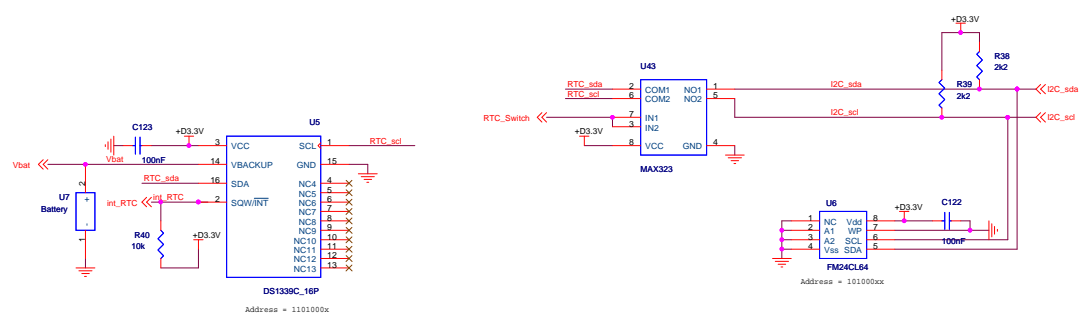 +D3.3V
R38
2k2
R39
2k2
U43
RTC_sda
2
COM1
NO1
1
I2C_sda
I2C_sda
RTC_scl
6
COM2
NO2
5
I2C_scl
I2C_scl
RTC_Switch
7
IN1
3
IN2
+D3.3V
8
VCC
GND
4
MAX323
C123
100nF
+D3.3V
U5
3
VCC
SCL
1
RTC_scl
Vbat
Vbat
14
VBACKUP
GND
15
RTC_sda
16
SDA
NC4
4
int_RTC
int_RTC
2
SQW/INT
NC5
5
NC6
6
NC7
7
NC8
8
NC9
9
NC10
10
NC11
11
NC12
12
NC13
13
U7
Battery
2
+
-
1
R40
10k
+D3.3V
DS1339C_16P
Address = 1101000x
U6
+D3.3V
C122
100nF
1
NC
Vdd
8
2
A1
WP
7
3
A2
SCL
6
4
Vss
SDA
5
FM24CL64
Address = 101000xx